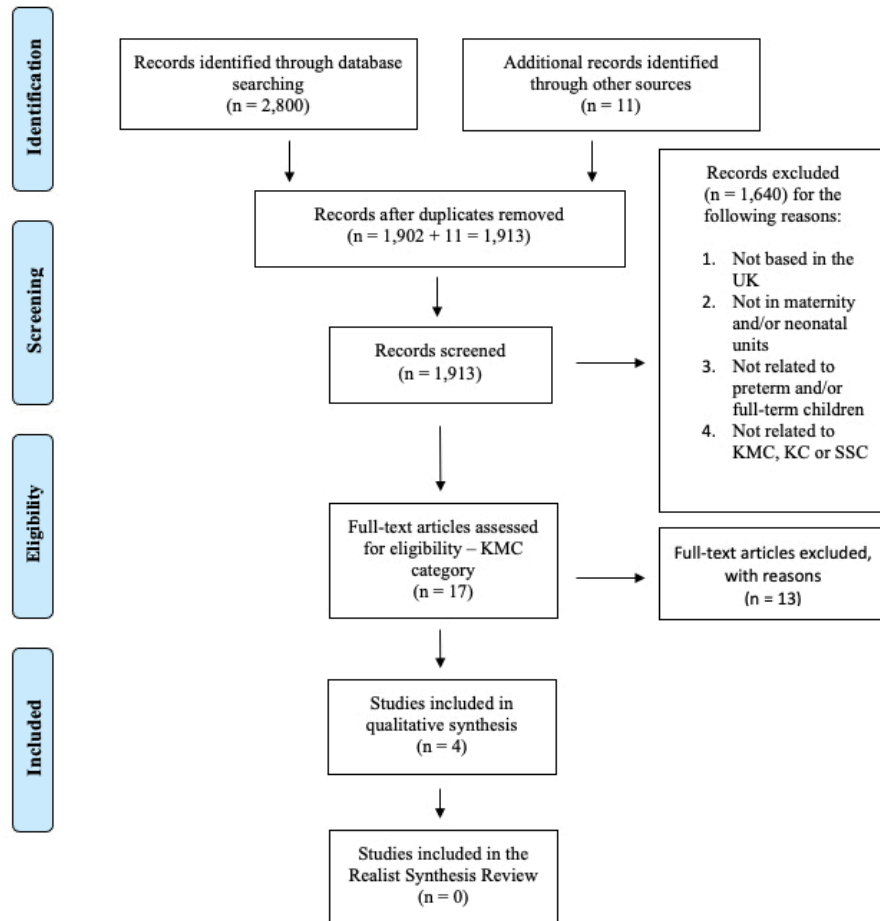 Identification
Records identified through database
searching
(n = 2,800)
Additional records identified
through other sources
(n = 11)
Records after duplicates removed
(n = 1,902 + 11 = 1,913)
Records excluded
(n = 1,640) for the
following reasons:
1. Not based in the
UK
2. Not in maternity
and/or neonatal
units
3. Not related to
preterm and/or
full-term children
4. Not related to
KMC, KC or SSC
Screening
Records screened
(n = 1,913)
Eligibility
Full-text articles assessed
for eligibility – KMC
category
(n = 17)
Full-text articles excluded,
with reasons
(n = 13)
Included
Studies included in
qualitative synthesis
(n = 4)
Studies included in the
Realist Synthesis Review
(n = 0)